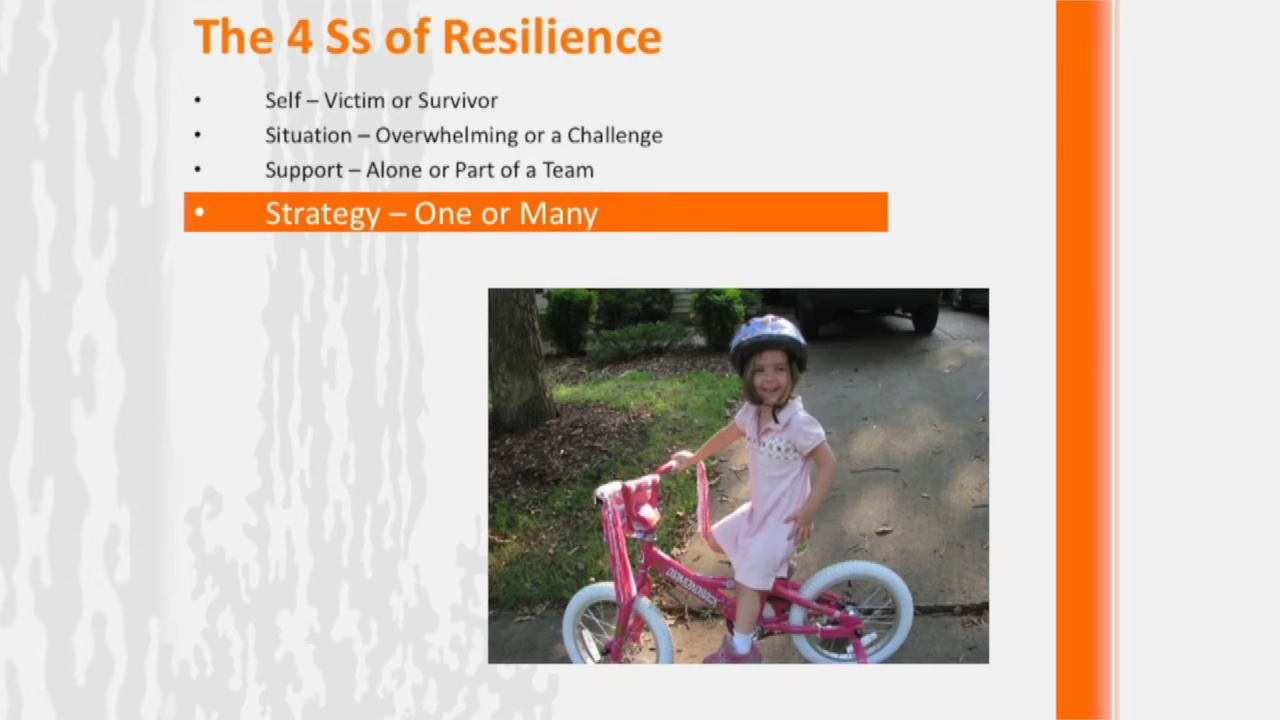 The 4 Ss of Resilience
• Self – Victim or Survivor
• Situation – Overwhelming or a Challenge
• Support – Alone or Part of a Team
• Strategy – One or Many
DIAMONDBACK